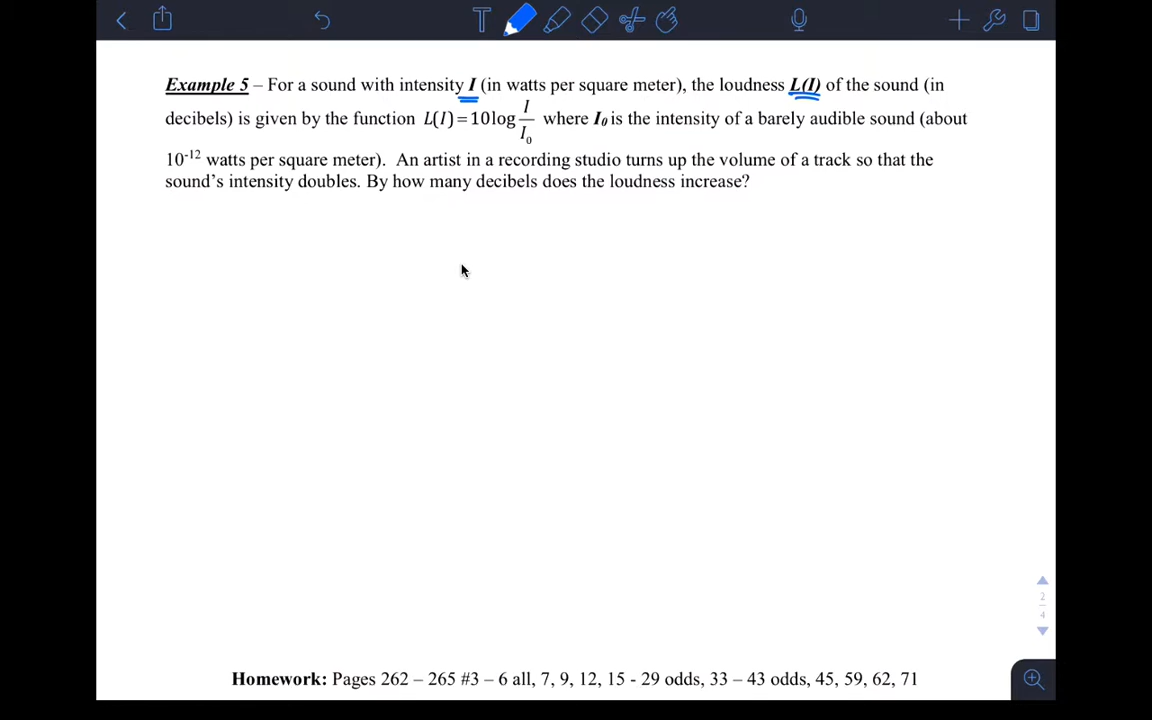 Example 5 – For a sound with intensity I (in watts per square meter), the loudness L(I) of the sound (in
decibels) is given by the function L(I)=10log I/I₀ where I₀ is the intensity of a barely audible sound (about
10⁻¹² watts per square meter). An artist in a recording studio turns up the volume of a track so that the
sound's intensity doubles. By how many decibels does the loudness increase?
2
4
Homework: Pages 262 – 265 #3 – 6 all, 7, 9, 12, 15 - 29 odds, 33 – 43 odds, 45, 59, 62, 71